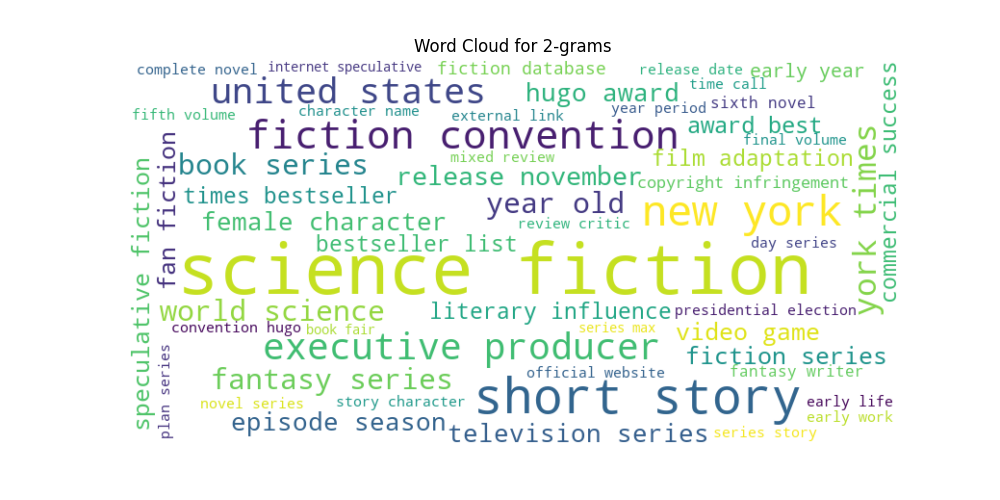 Word Cloud for 2-grams
complete novel
internet speculative
fiction database
release date
early year
united states
hugo award
time call
sixth novel
fifth volume
character name
external link
year period
fiction convention
award best
final volume
book series
mixed review
film adaptation
commercial success
release november
copyright infringement
times bestseller
year old
new york
york times
female character
review critic
bestseller list
day series
fan fiction
speculative fiction
science fiction
world science
literary influence
presidential election
convention hugo
book fair
series max
video game
executive producer
fiction series
plan series
fantasy series
official website
fantasy writer
short story
novel series
story character
early life
early work
episode season
television series
series story